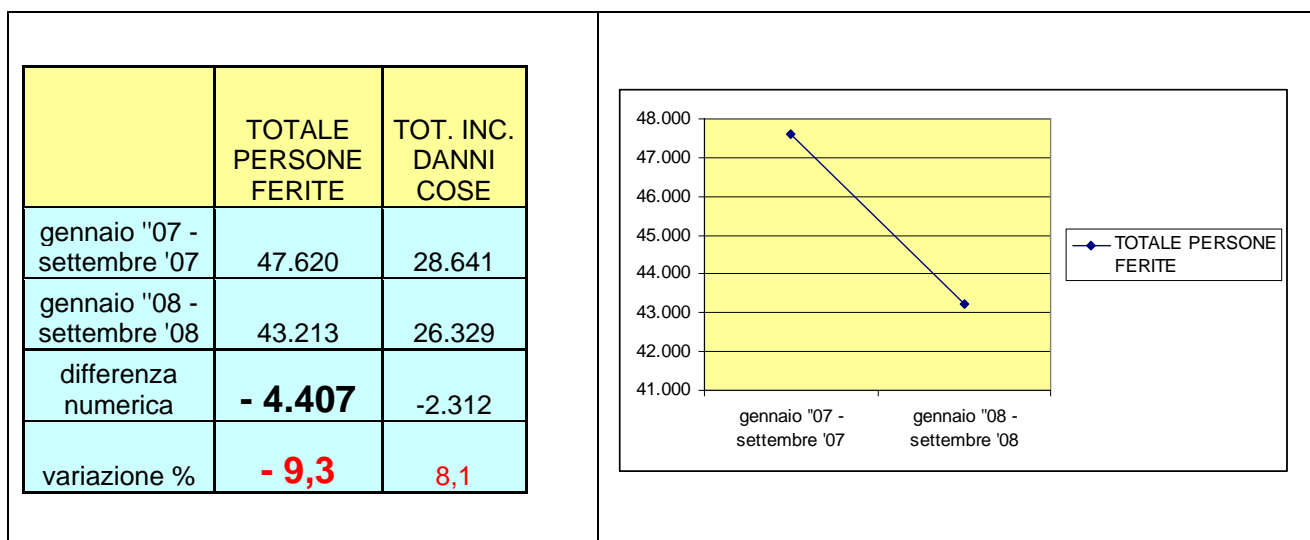 TOTALE
PERSONE
FERITE
TOT. INC.
DANNI
COSE
gennaio "07 -
settembre '07
47.620
28.641
gennaio "08 -
settembre '08
43.213
26.329
differenza
numerica
- 4.407
-2.312
variazione %
- 9,3
8,1
48.000
47.000
46.000
45.000
44.000
43.000
42.000
41.000
gennaio "07 -
settembre '07
gennaio "08 -
settembre '08
TOTALE PERSONE
FERITE